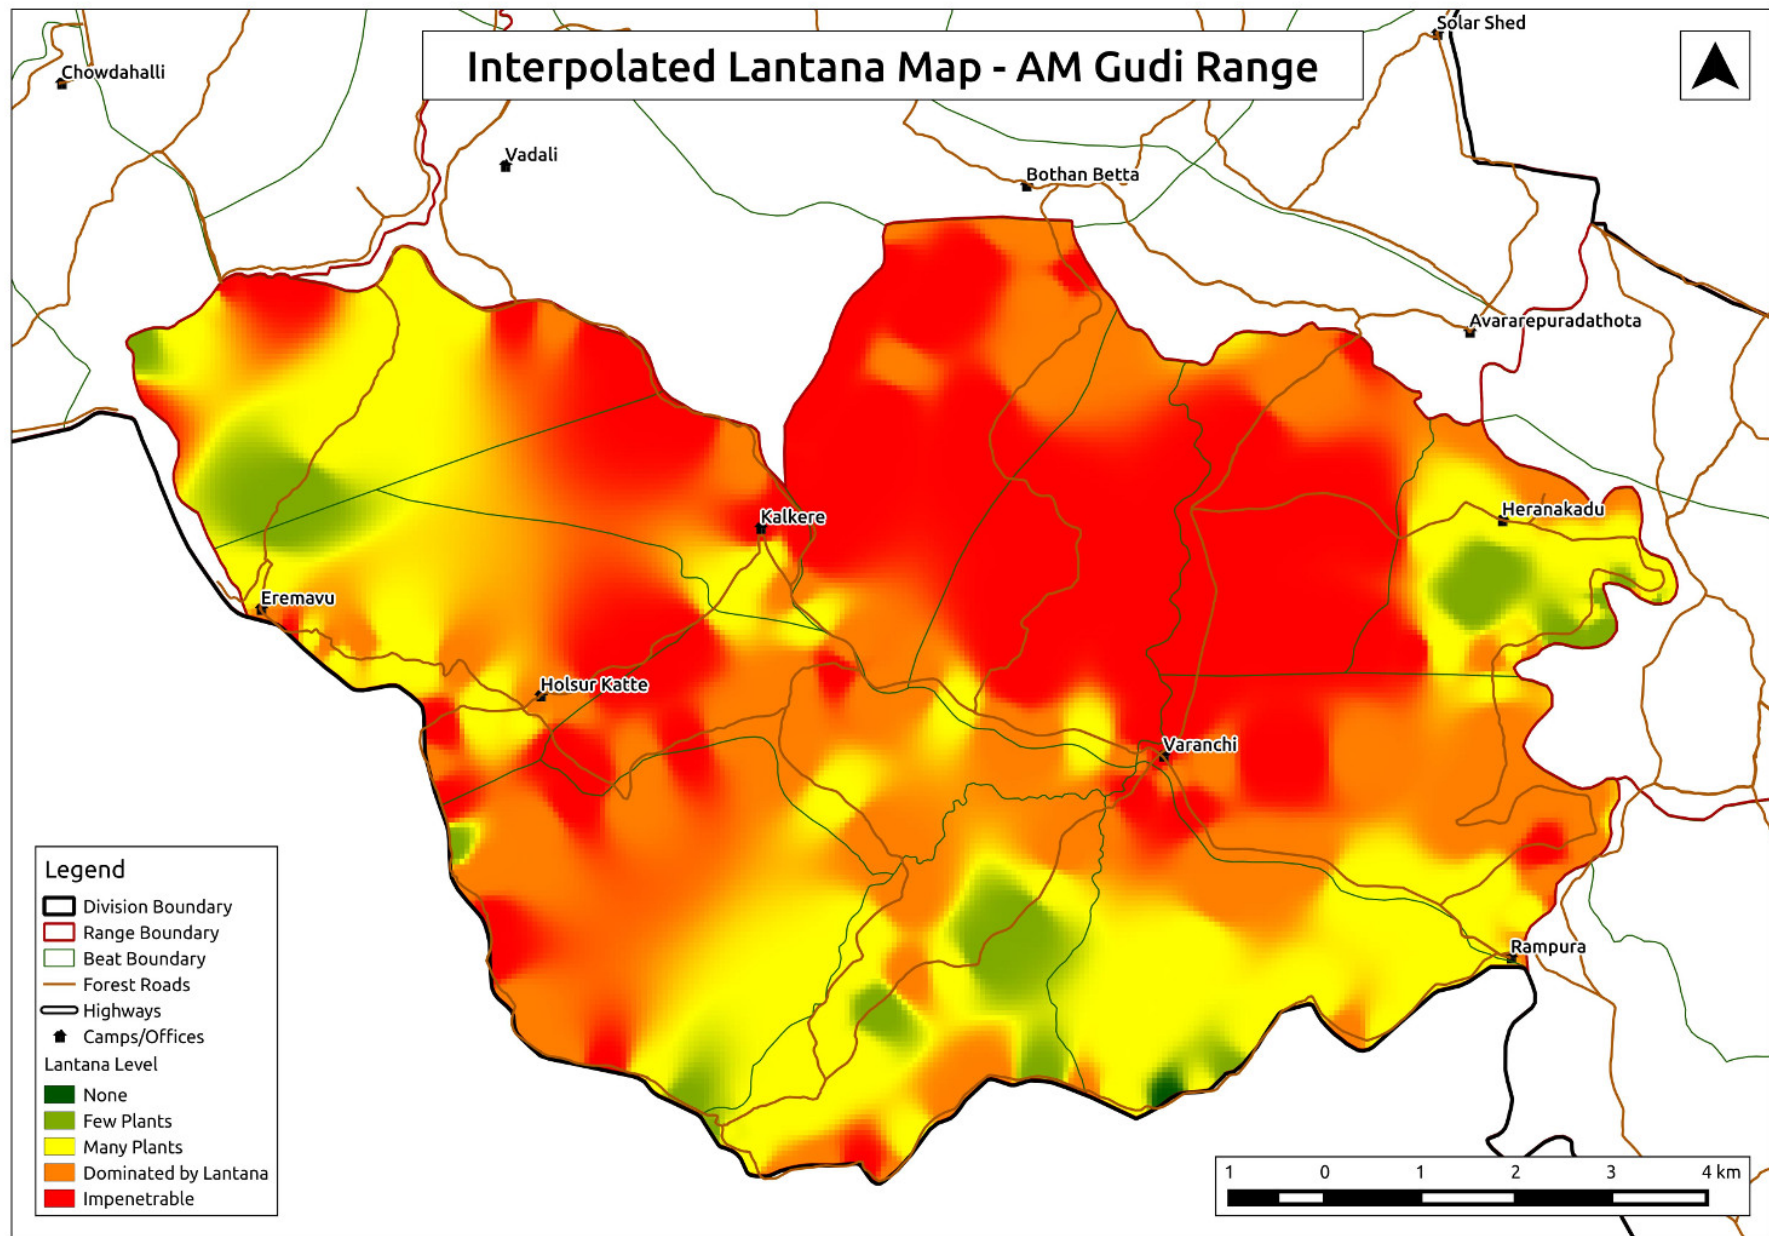 Interpolated Lantana Map - AM Gudi Range
Solar Shed
Chowdahalli
Vadali
Bothan Betta
Avararepuradathota
Heranakadu
Kalkere
Eremavu
Holsur Katte
Varanchi
Rampura
Legend
Division Boundary
Range Boundary
Beat Boundary
Forest Roads
Highways
Camps/Offices
Lantana Level
None
Few Plants
Many Plants
Dominated by Lantana
Impenetrable
1 0 1 2 3 4 km